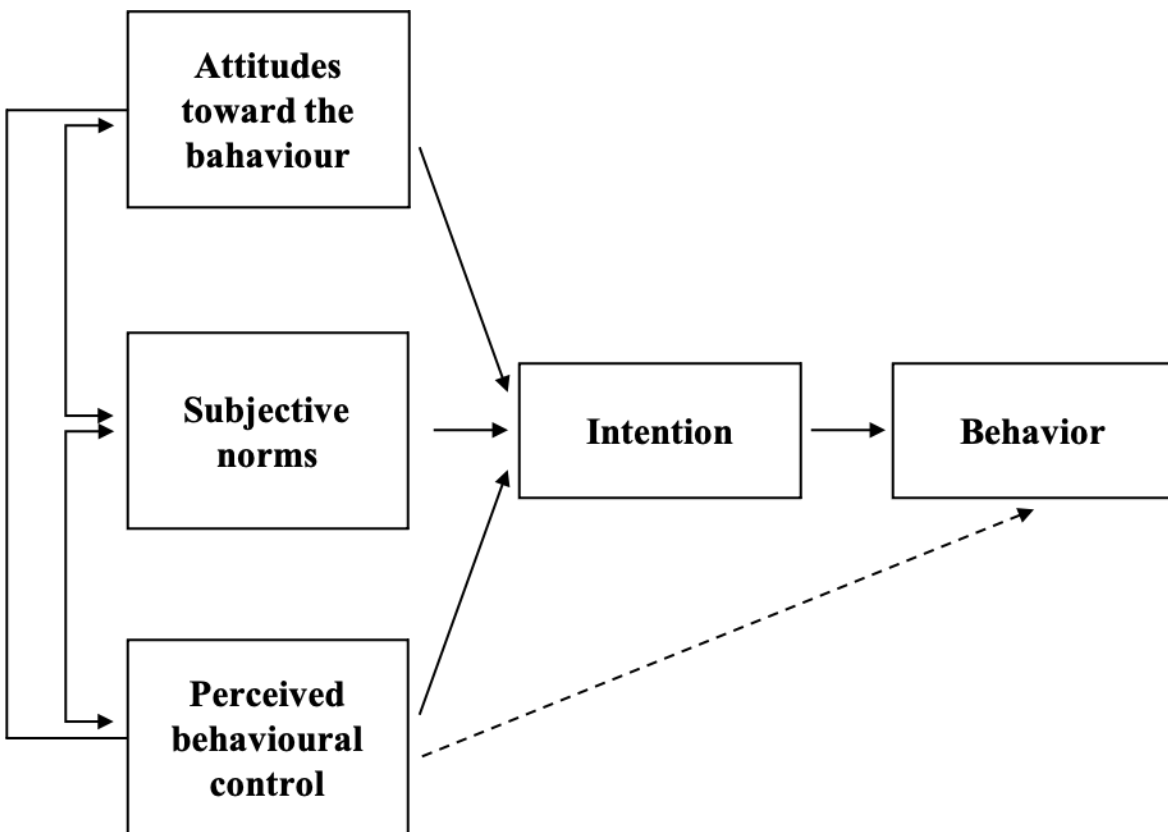 Attitudes
toward the
bahaviour
Subjective
norms
Intention
Behavior
Perceived
behavioural
control